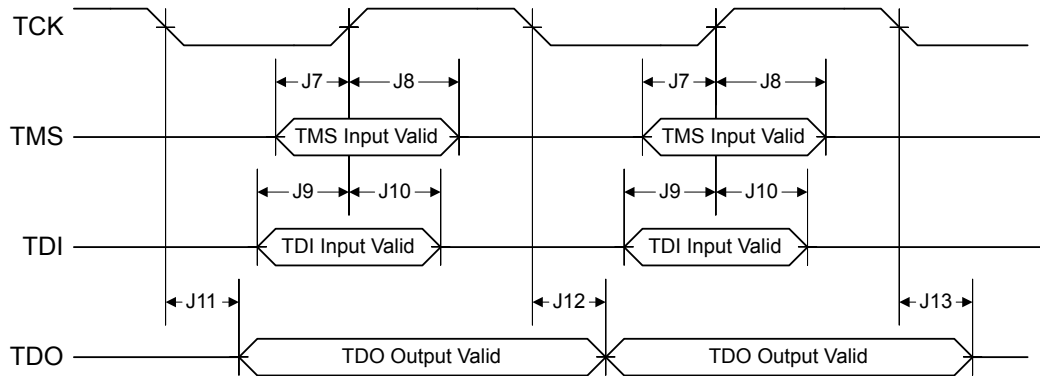 TCK
J7 J8 J7 J8
TMS TMS Input Valid TMS Input Valid
J9 J10 J9 J10
TDI TDI Input Valid TDI Input Valid
J11 J12 J13
TDO TDO Output Valid TDO Output Valid